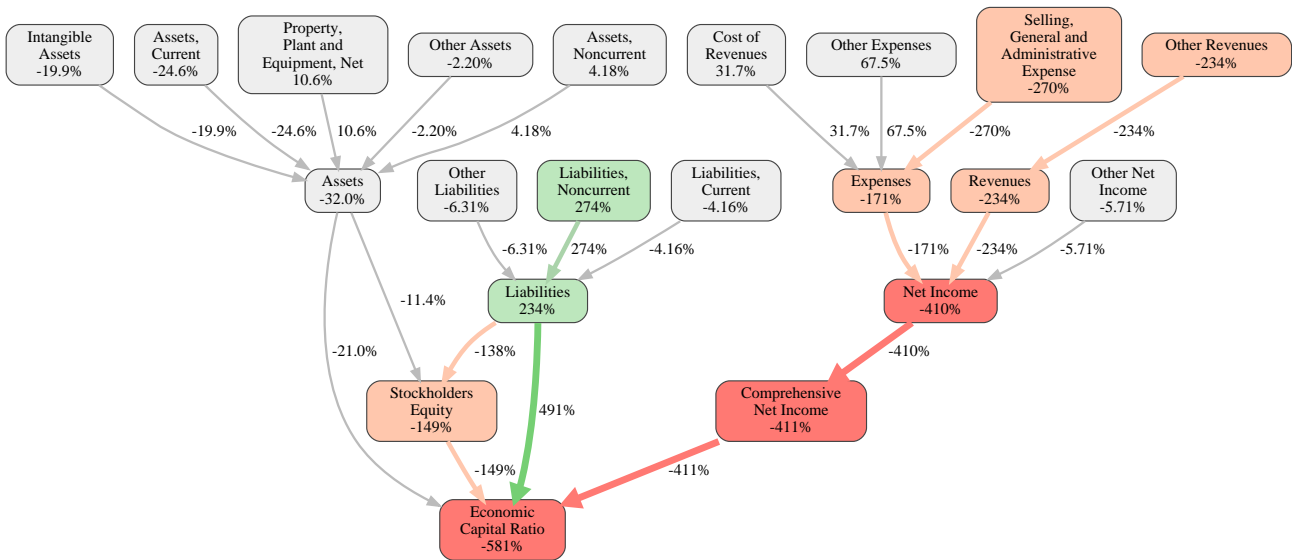 Intangible
Assets
-19.9%
Assets,
Current
-24.6%
Property,
Plant and
Equipment, Net
10.6%
Other Assets
-2.20%
Assets,
Noncurrent
4.18%
Cost of
Revenues
31.7%
Other Expenses
67.5%
Selling,
General and
Administrative
Expense
-270%
Other Revenues
-234%
-19.9%
-24.6%
10.6%
-2.20%
4.18%
31.7%
67.5%
-270%
-234%
Assets
-32.0%
Other
Liabilities
-6.31%
Liabilities,
Noncurrent
274%
Liabilities,
Current
-4.16%
Expenses
-171%
Revenues
-234%
Other Net
Income
-5.71%
-6.31%
274%
-4.16%
-171%
-234%
-5.71%
-11.4%
Liabilities
234%
Net Income
-410%
-21.0%
-138%
-410%
Stockholders
Equity
-149%
491%
Comprehensive
Net Income
-411%
-149%
-411%
Economic
Capital Ratio
-581%